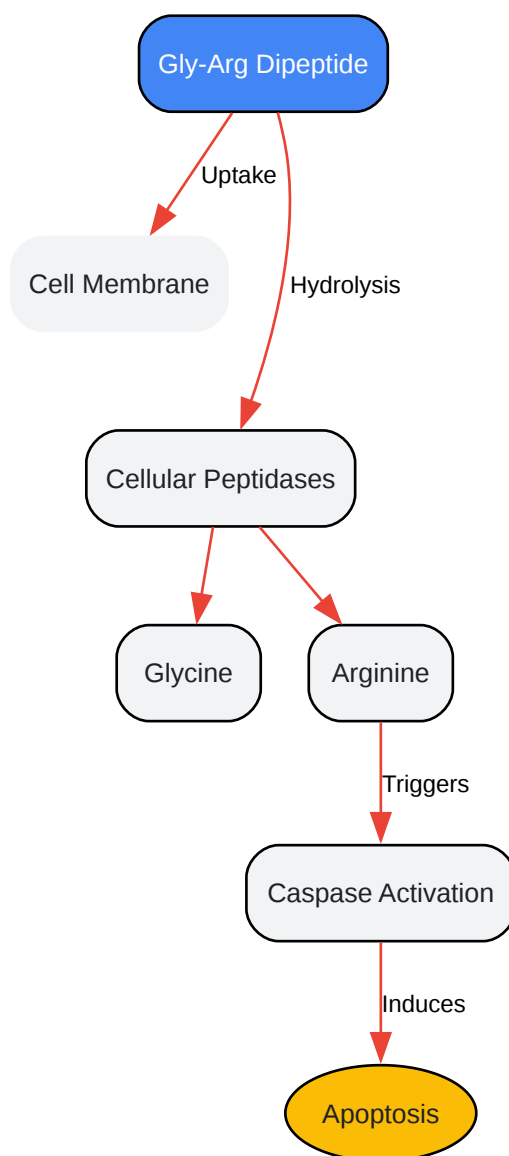 Gly-Arg Dipeptide
Uptake
Cell Membrane
Hydrolysis
Cellular Peptidases
Glycine
Arginine
Triggers
Caspase Activation
Induces
Apoptosis